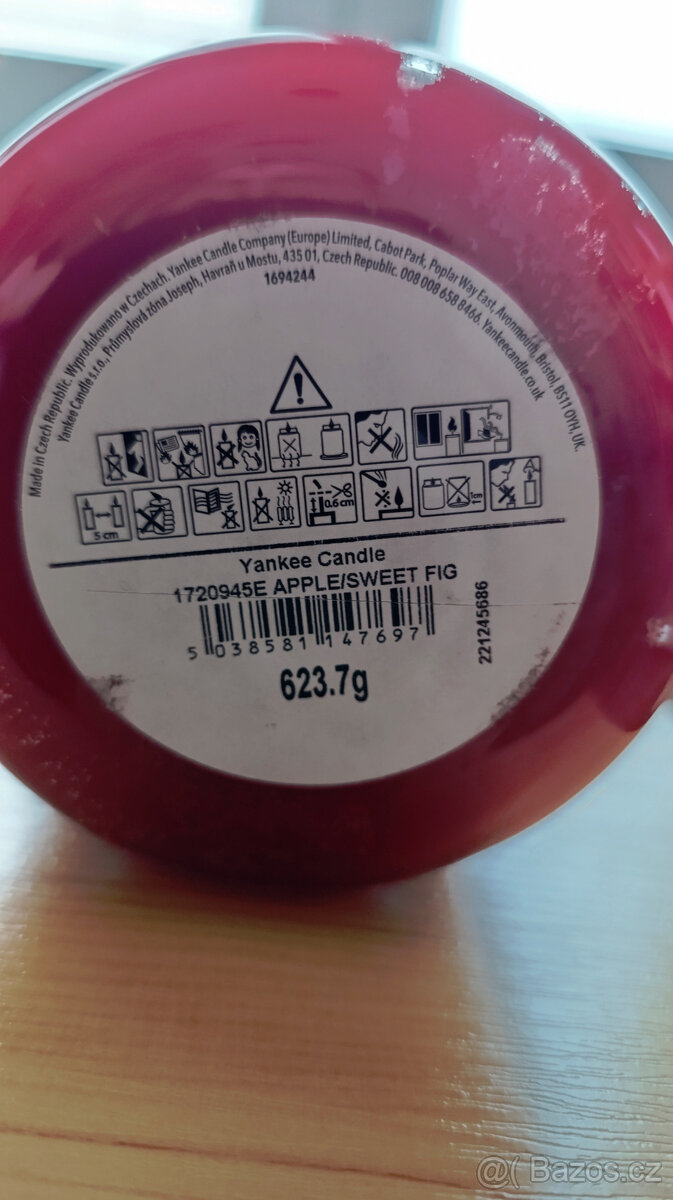 Made in Czech Republic. Wyprodukowano w Czechach. Yankee Candle Company (Europe) Limited, Cabot Park, Poplar Way East, Avonmouth, Bristol, BS11 0YH, UK.
Yankee Candle s.r.o., Průmyslová zóna Joseph, Havraň u Mostu, 435 01, Czech Republic. 008 008 658 8466. Yankeecandle.co.uk
1694244
5 cm
0.6 cm
1cm
Yankee Candle
1720945E APPLE/SWEET FIG
5 038581 147697
221245686
623.7g
@( Bazos.cz